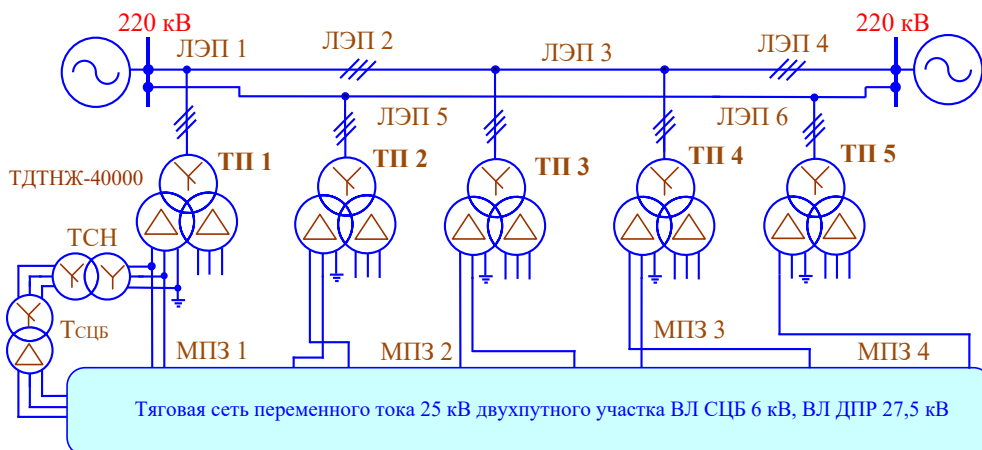 220 кВ
220 кВ
ЛЭП 1
ЛЭП 2
ЛЭП 3
ЛЭП 4
ЛЭП 5
ЛЭП 6
ТП 1
ТП 2
ТП 3
ТП 4
ТП 5
ТДТНЖ-40000
ТСН
ТСЦБ
МПЗ 1
МПЗ 2
МПЗ 3
МПЗ 4
Тяговая сеть переменного тока 25 кВ двухпутного участка ВЛ СЦБ 6 кВ, ВЛ ДПР 27,5 кВ